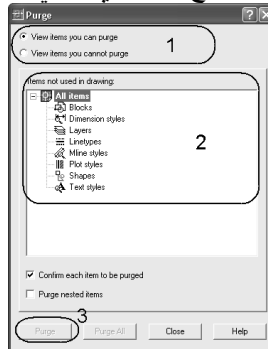 Purge
View items you can purge
View items you cannot purge
1
Items not used in drawing:
All items
Blocks
Dimension styles
Layers
Linetypes
Mline styles
Plot styles
Shapes
Text styles
2
Confirm each item to be purged
Purge nested items
3
Purge Purge All Close Help